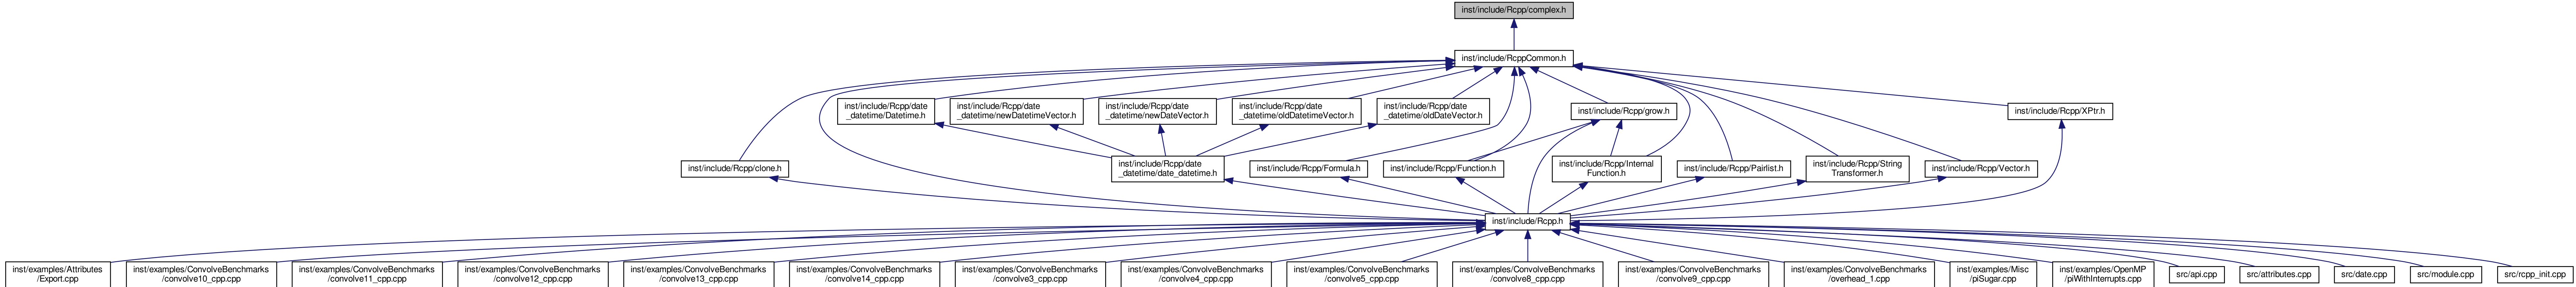 inst/include/Rcpp/complex.h
inst/include/RcppCommon.h
inst/include/Rcpp/date
_datetime/Datetime.h
inst/include/Rcpp/date
_datetime/newDatetimeVector.h
inst/include/Rcpp/date
_datetime/newDateVector.h
inst/include/Rcpp/date
_datetime/oldDatetimeVector.h
inst/include/Rcpp/date
_datetime/oldDateVector.h
inst/include/Rcpp/grow.h
inst/include/Rcpp/XPtr.h
inst/include/Rcpp/clone.h
inst/include/Rcpp/date
_datetime/date_datetime.h
inst/include/Rcpp/Formula.h
inst/include/Rcpp/Function.h
inst/include/Rcpp/Internal
Function.h
inst/include/Rcpp/Pairlist.h
inst/include/Rcpp/String
Transformer.h
inst/include/Rcpp/Vector.h
inst/include/Rcpp.h
inst/examples/Attributes
/Export.cpp
inst/examples/ConvolveBenchmarks
/convolve10_cpp.cpp
inst/examples/ConvolveBenchmarks
/convolve11_cpp.cpp
inst/examples/ConvolveBenchmarks
/convolve12_cpp.cpp
inst/examples/ConvolveBenchmarks
/convolve13_cpp.cpp
inst/examples/ConvolveBenchmarks
/convolve14_cpp.cpp
inst/examples/ConvolveBenchmarks
/convolve3_cpp.cpp
inst/examples/ConvolveBenchmarks
/convolve4_cpp.cpp
inst/examples/ConvolveBenchmarks
/convolve5_cpp.cpp
inst/examples/ConvolveBenchmarks
/convolve8_cpp.cpp
inst/examples/ConvolveBenchmarks
/convolve9_cpp.cpp
inst/examples/ConvolveBenchmarks
/overhead_1.cpp
inst/examples/Misc
/piSugar.cpp
inst/examples/OpenMP
/piWithInterrupts.cpp
src/api.cpp
src/attributes.cpp
src/date.cpp
src/module.cpp
src/rcpp_init.cpp